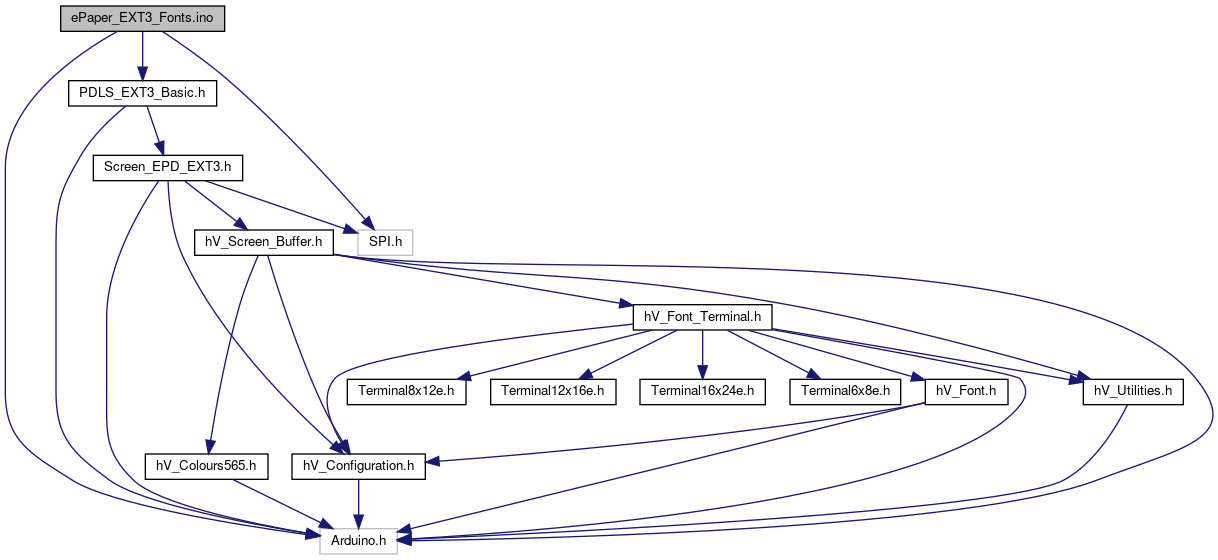 ePaper_EXT3_Fonts.ino
PDLS_EXT3_Basic.h
Screen_EPD_EXT3.h
hV_Screen_Buffer.h
SPI.h
hV_Font_Terminal.h
Terminal8x12e.h
Terminal12x16e.h
Terminal16x24e.h
Terminal6x8e.h
hV_Font.h
hV_Utilities.h
hV_Colours565.h
hV_Configuration.h
Arduino.h